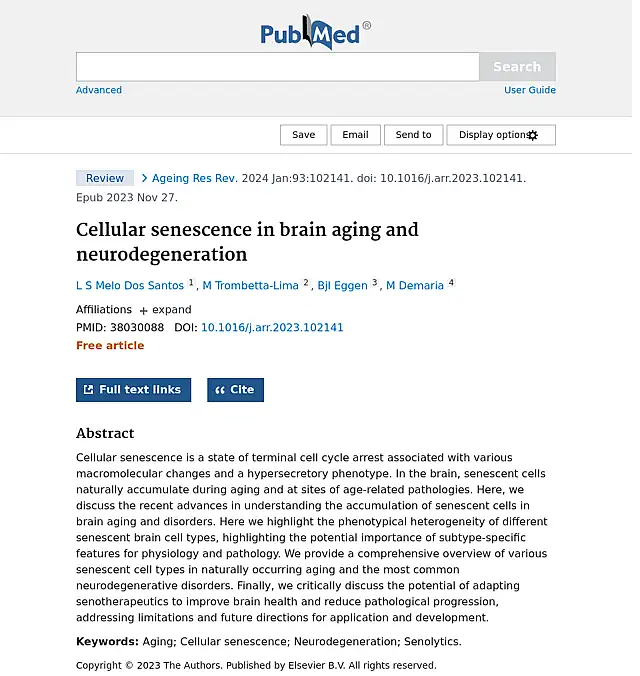 PubMed®
Search
Advanced
User Guide
Save
Email
Send to
Display options
Review
Ageing Res Rev. 2024 Jan:93:102141. doi: 10.1016/j.arr.2023.102141.
Epub 2023 Nov 27.
Cellular senescence in brain aging and
neurodegeneration
L S Melo Dos Santos 1, M Trombetta-Lima 2, BjI Eggen 3, M Demaria 4
Affiliations + expand
PMID: 38030088 DOI: 10.1016/j.arr.2023.102141
Free article
Full text links
Cite
Abstract
Cellular senescence is a state of terminal cell cycle arrest associated with various
macromolecular changes and a hypersecretory phenotype. In the brain, senescent cells
naturally accumulate during aging and at sites of age-related pathologies. Here, we
discuss the recent advances in understanding the accumulation of senescent cells in
brain aging and disorders. Here we highlight the phenotypical heterogeneity of different
senescent brain cell types, highlighting the potential importance of subtype-specific
features for physiology and pathology. We provide a comprehensive overview of various
senescent cell types in naturally occurring aging and the most common
neurodegenerative disorders. Finally, we critically discuss the potential of adapting
senotherapeutics to improve brain health and reduce pathological progression,
addressing limitations and future directions for application and development.
Keywords: Aging; Cellular senescence; Neurodegeneration; Senolytics.
Copyright © 2023 The Authors. Published by Elsevier B.V. All rights reserved.